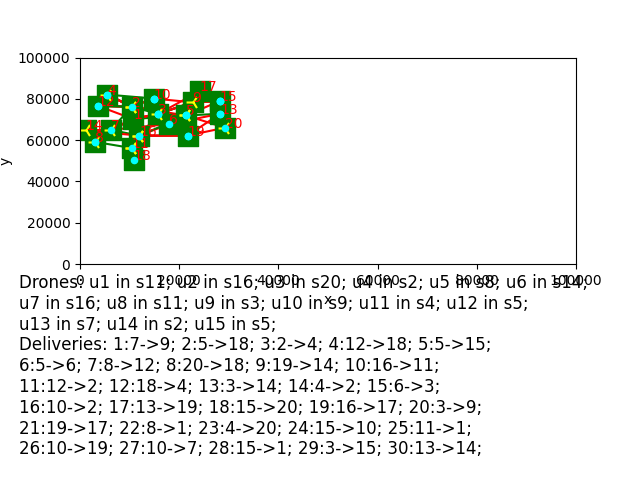 100000
80000
60000
40000
20000
0
y
0 20000 40000 60000 80000 100000
x
Drones: u1 in s11; u2 in s16; u3 in s20; u4 in s2; u5 in s8; u6 in s14;
u7 in s16; u8 in s11; u9 in s3; u10 in s9; u11 in s4; u12 in s5;
u13 in s7; u14 in s2; u15 in s5;
Deliveries: 1:7->9; 2:5->18; 3:2->4; 4:12->18; 5:5->15;
6:5->6; 7:8->12; 8:20->18; 9:19->14; 10:16->11;
11:12->2; 12:18->4; 13:3->14; 14:4->2; 15:6->3;
16:10->2; 17:13->19; 18:15->20; 19:16->17; 20:3->9;
21:19->17; 22:8->1; 23:4->20; 24:15->10; 25:11->1;
26:10->19; 27:10->7; 28:15->1; 29:3->15; 30:13->14;